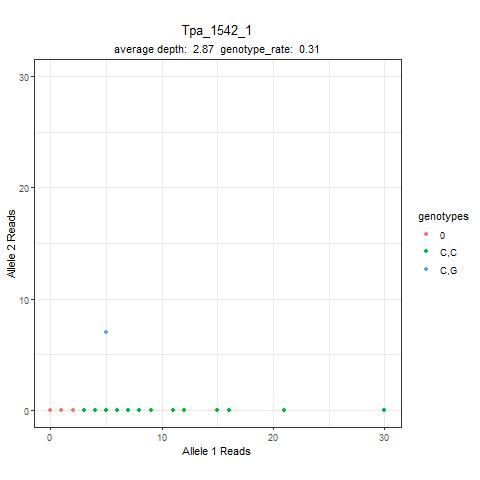 Tpa_1542_1
average depth: 2.87 genotype_rate: 0.31
30
20
10
0
Allele 2 Reads
0 10 20 30
Allele 1 Reads
genotypes
0
C,C
C,G